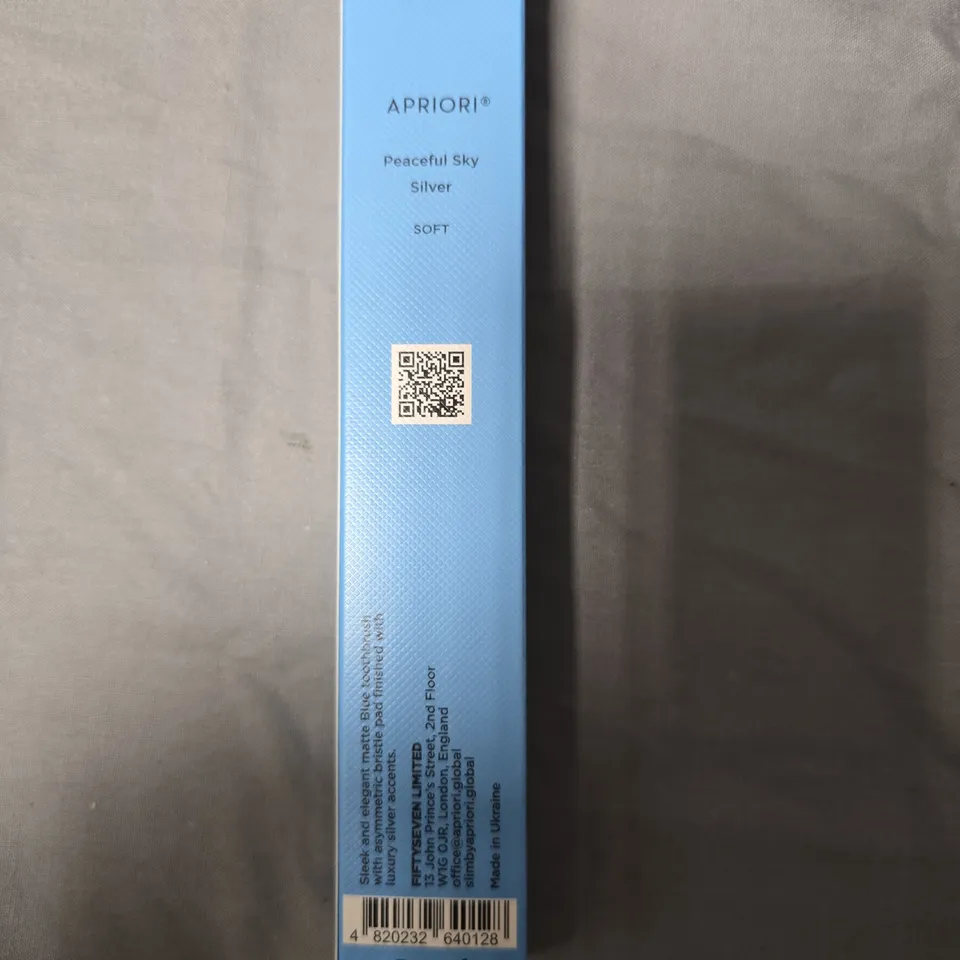 APRIORI®
Peaceful Sky
Silver
SOFT
Sleek and elegant matte Blue toothbrush
with asymmetric bristle pad finished with
luxury silver accents.
FIFTYSEVEN LIMITED
13 John Prince's Street, 2nd Floor
W1G 0JR, London, England
office@apriori.global
slimbyapriori.global
Made in Ukraine
4 820232 640128